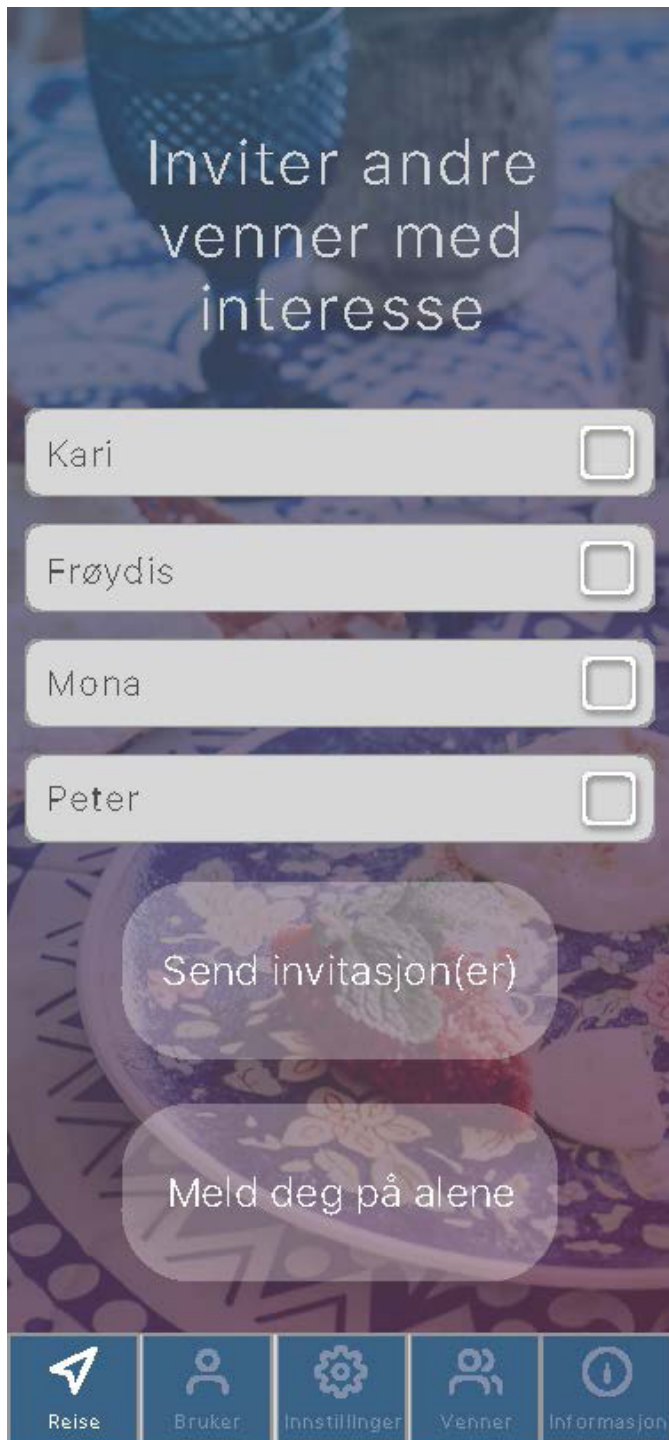 Inviter andre
venner med
interesse
Kari
Frøydis
Mona
Peter
Send invitasjon(er)
Meld deg på alene
Reise
Bruker
Innstillinger
Venner
Informasjon